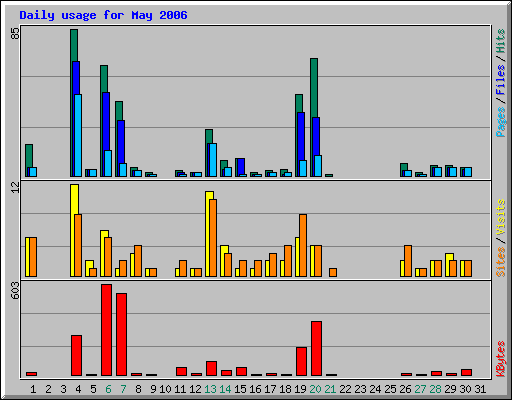 Daily usage for May 2006
85
Pages / Files / Hits
12
Sites / Visits
603
KBytes
1 2 3 4 5 6 7 8 9 10 11 12 13 14 15 16 17 18 19 20 21 22 23 24 25 26 27 28 29 30 31